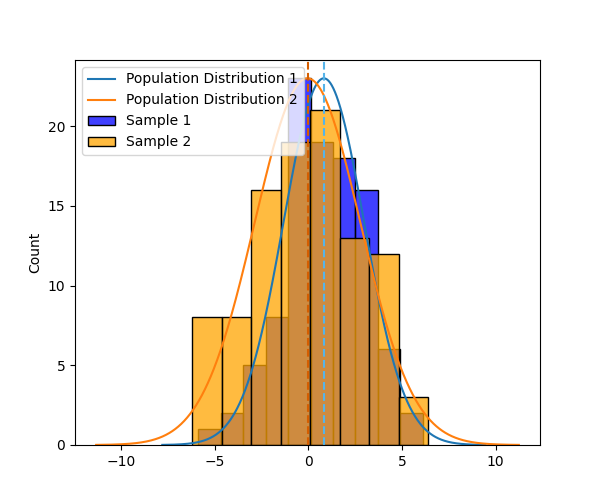 Population Distribution 1
Population Distribution 2
Sample 1
Sample 2
20
15
10
5
0
Count
−10
−5
0
5
10